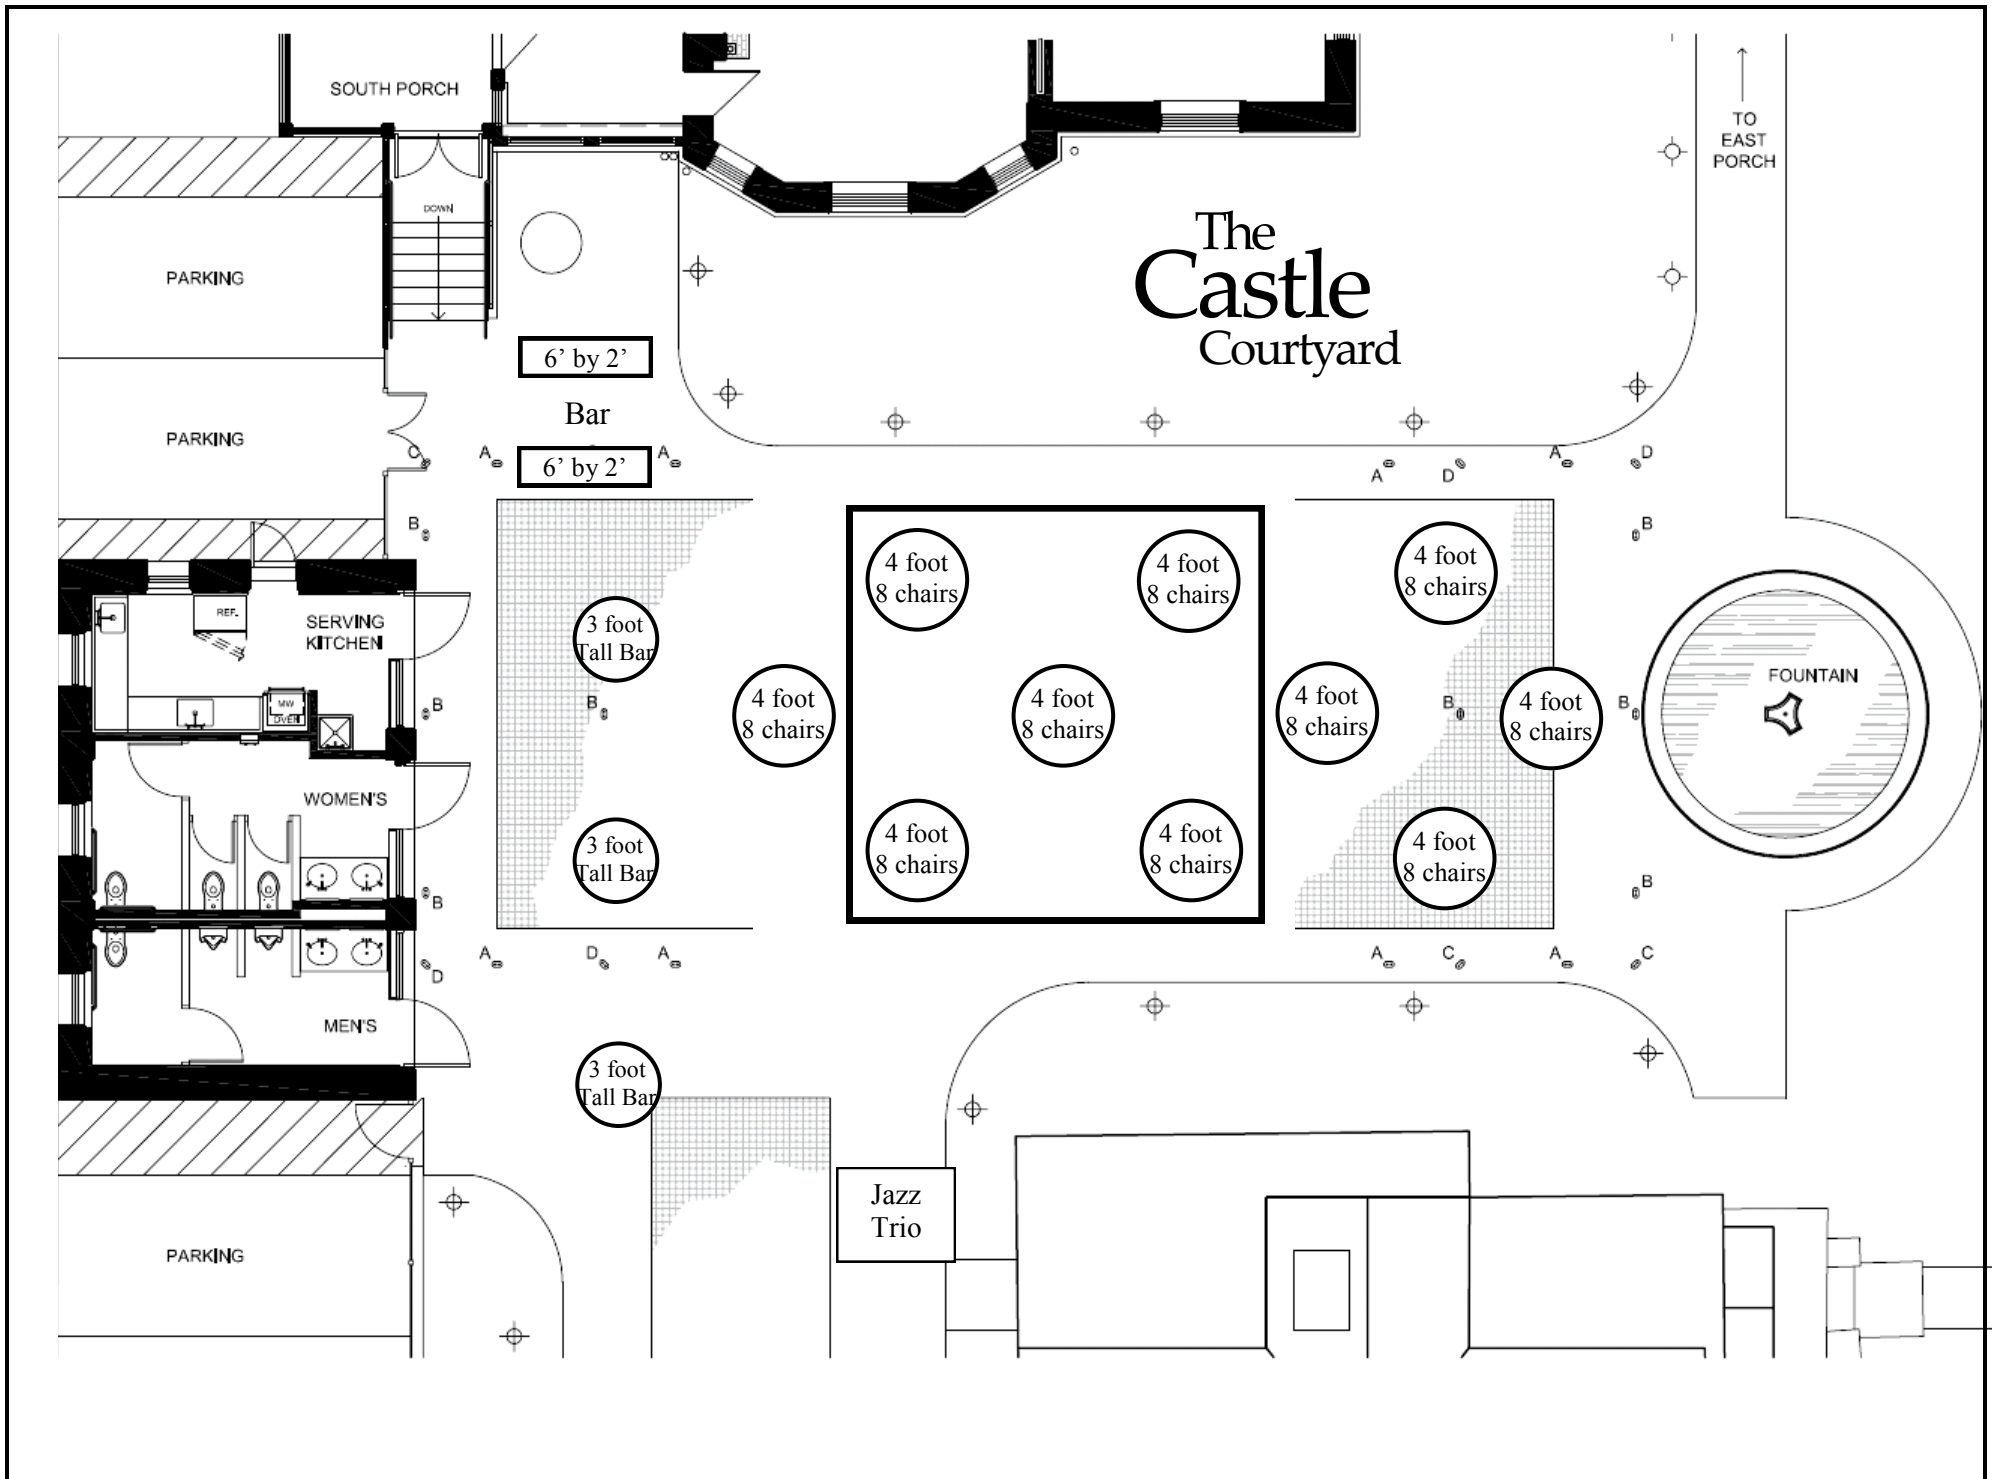 SOUTH PORCH
TO
EAST
PORCH
DOWN
The
Castle
Courtyard
PARKING
6’ by 2’
Bar
PARKING
C
A
6’ by 2’
A
A
D
A
D
B
B
4 foot
8 chairs
4 foot
8 chairs
4 foot
8 chairs
REF.
SERVING
KITCHEN
3 foot
Tall Bar
MW
OVEN
B
B
4 foot
8 chairs
4 foot
8 chairs
4 foot
8 chairs
B
4 foot
8 chairs
B
FOUNTAIN
WOMEN'S
3 foot
Tall Bar
4 foot
8 chairs
4 foot
8 chairs
4 foot
8 chairs
B
B
A
D
A
A
C
A
C
D
MEN'S
3 foot
Tall Bar
Jazz
Trio
PARKING